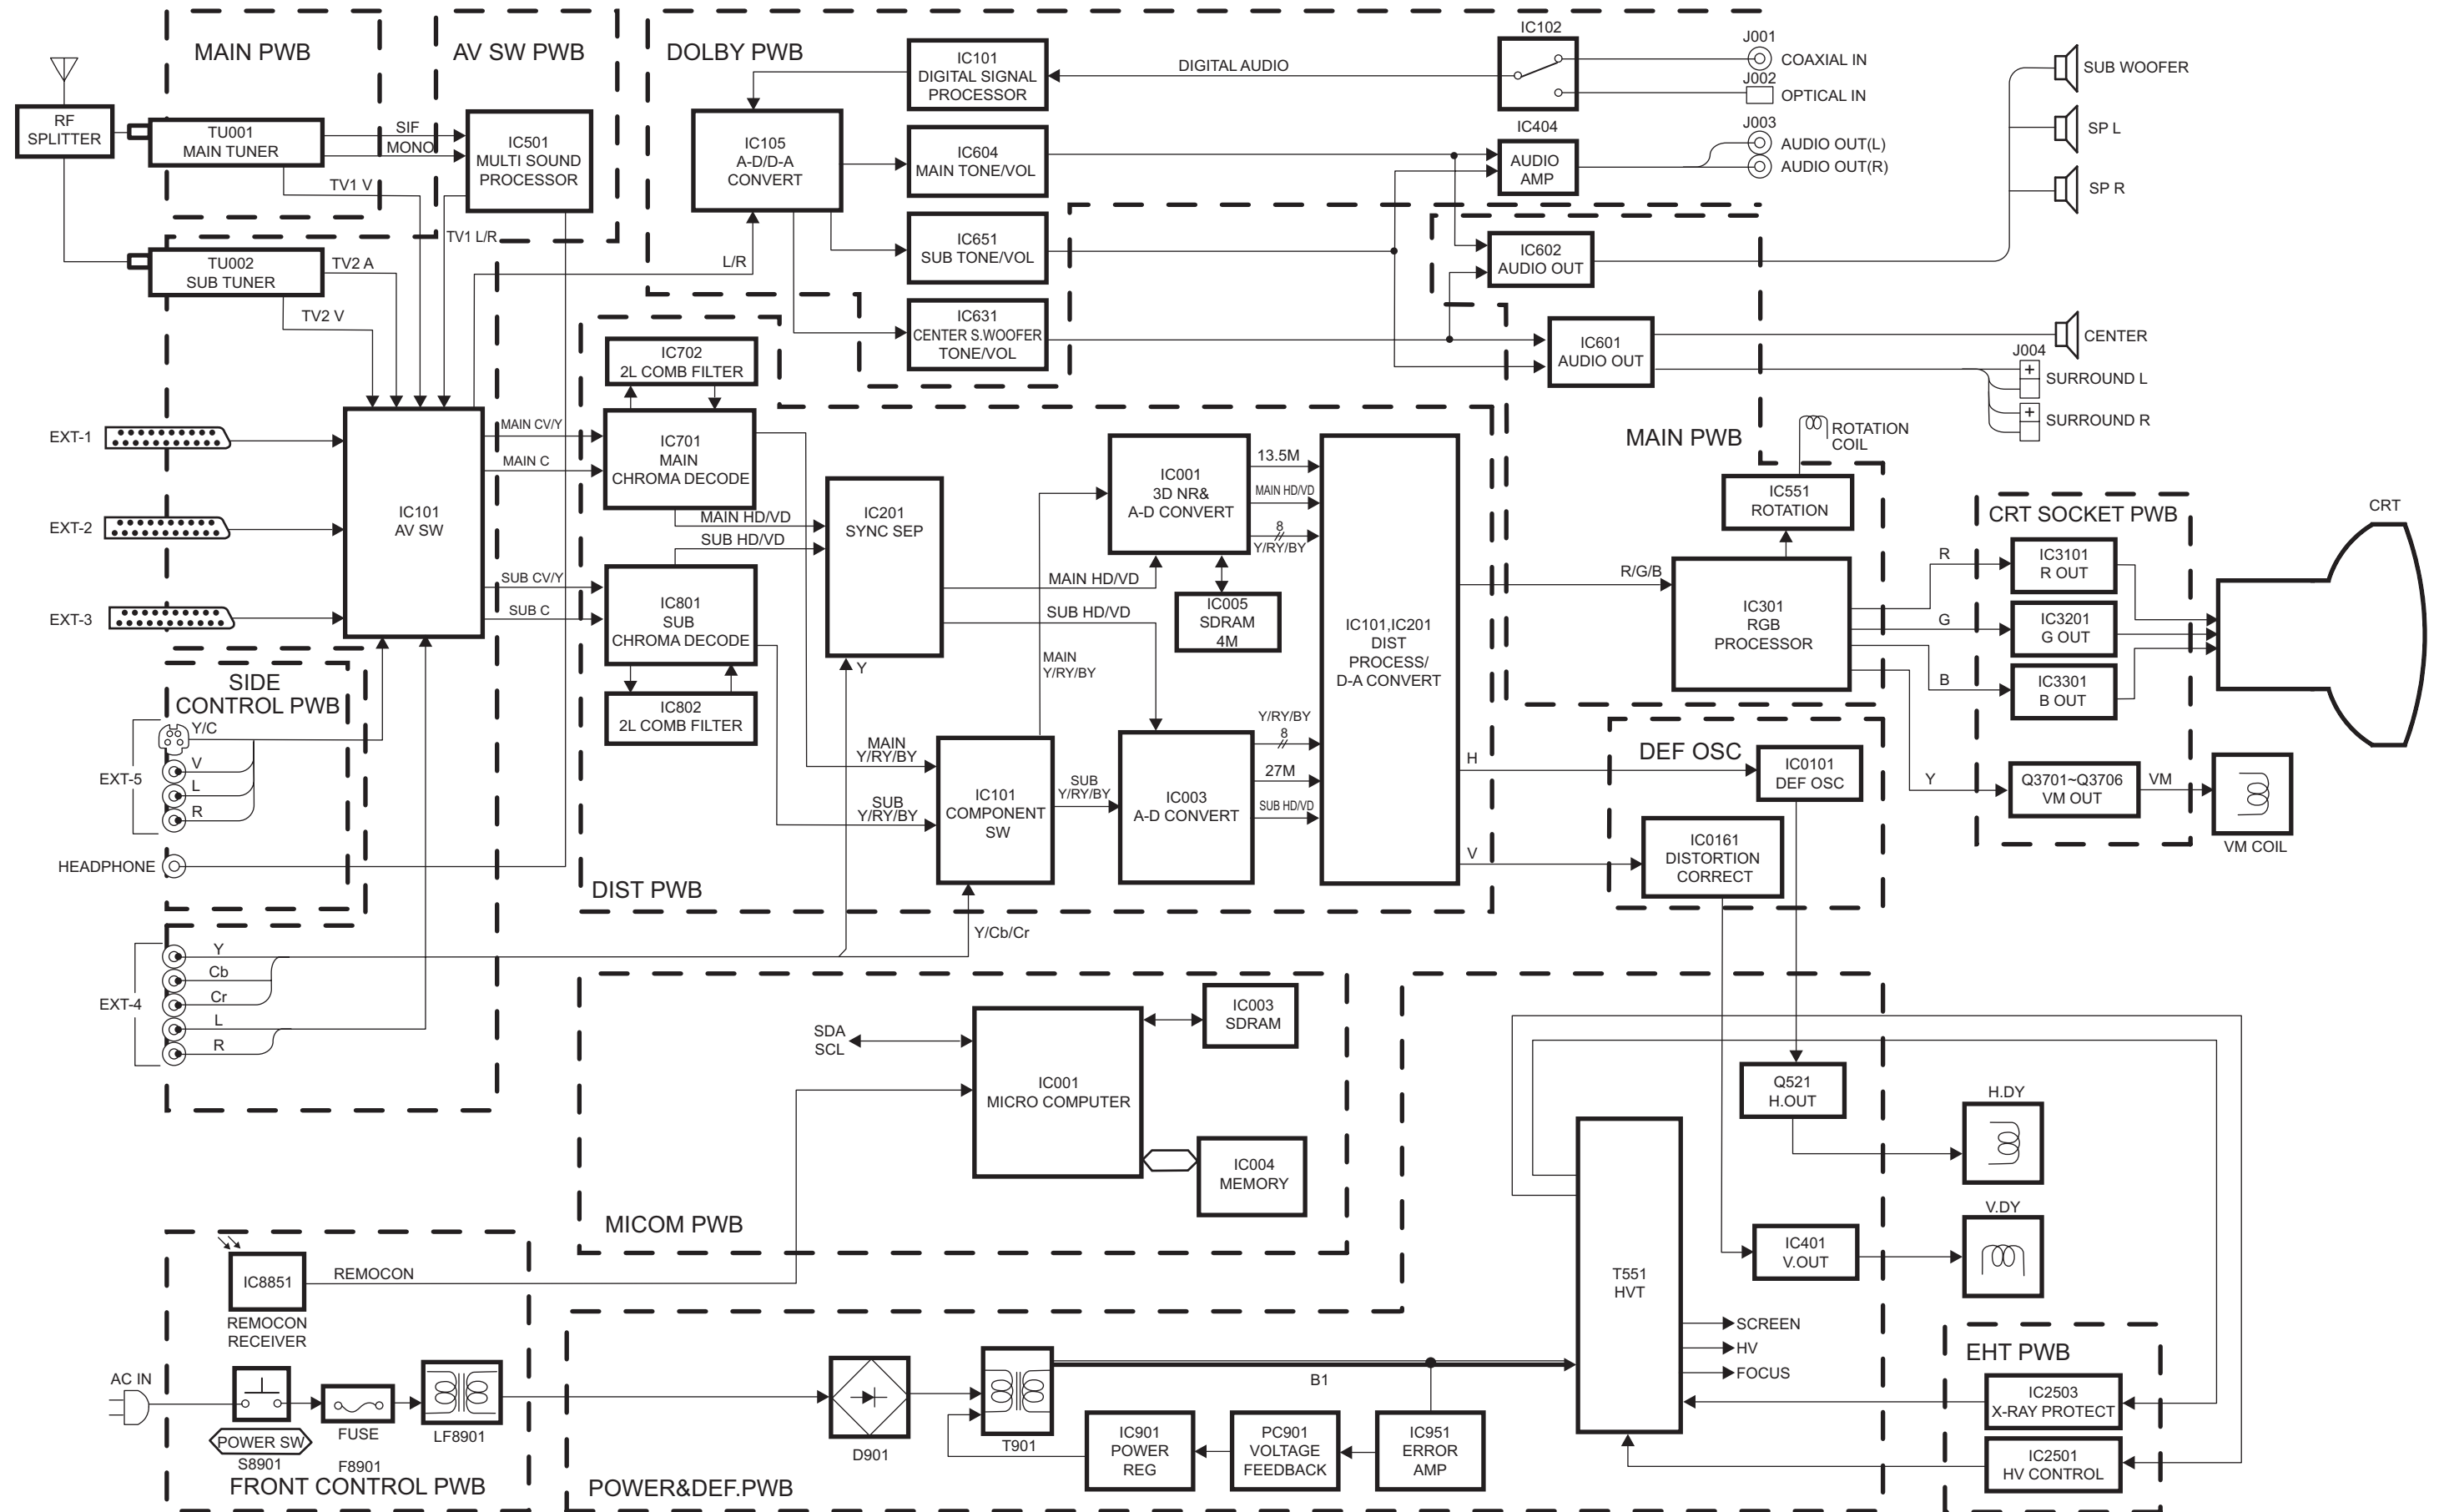 MAIN PWB
AV SW PWB
DOLBY PWB
RF
SPLITTER
TU001
MAIN TUNER
SIF
MONO
TV1 V
IC501
MULTI SOUND
PROCESSOR
TV1 L/R
TU002
SUB TUNER
TV2 A
TV2 V
L/R
IC101
DIGITAL SIGNAL
PROCESSOR
DIGITAL AUDIO
IC102
J001
COAXIAL IN
J002
OPTICAL IN
IC105
A-D/D-A
CONVERT
IC604
MAIN TONE/VOL
IC404
AUDIO
AMP
J003
AUDIO OUT(L)
AUDIO OUT(R)
SUB WOOFER
SP L
SP R
IC651
SUB TONE/VOL
IC602
AUDIO OUT
IC631
CENTER S.WOOFER
TONE/VOL
IC601
AUDIO OUT
CENTER
J004
+
SURROUND L
+
SURROUND R
EXT-1
EXT-2
EXT-3
IC101
AV SW
MAIN CV/Y
MAIN C
SUB CV/Y
SUB C
IC702
2L COMB FILTER
IC701
MAIN
CHROMA DECODE
MAIN HD/VD
SUB HD/VD
IC801
SUB
CHROMA DECODE
IC802
2L COMB FILTER
IC201
SYNC SEP
Y
MAIN HD/VD
SUB HD/VD
MAIN
Y/RY/BY
MAIN
Y/RY/BY
SUB
Y/RY/BY
IC101
COMPONENT
SW
SUB
Y/RY/BY
IC001
3D NR&
A-D CONVERT
IC005
SDRAM
4M
13.5M
MAIN HD/VD
8
Y/RY/BY
IC003
A-D CONVERT
Y/RY/BY
8
27M
SUB HD/VD
IC101,IC201
DIST
PROCESS/
D-A CONVERT
DIST PWB
Y/Cb/Cr
MAIN PWB
ROTATION
COIL
IC551
ROTATION
R/G/B
IC301
RGB
PROCESSOR
R
G
B
Y
CRT SOCKET PWB
IC3101
R OUT
IC3201
G OUT
IC3301
B OUT
Q3701~Q3706
VM OUT
VM
VM COIL
CRT
H
V
DEF OSC
IC0101
DEF OSC
IC0161
DISTORTION
CORRECT
SIDE
CONTROL PWB
EXT-5
Y/C
V
L
R
HEADPHONE
EXT-4
Y
Cb
Cr
L
R
SDA
SCL
IC001
MICRO COMPUTER
IC003
SDRAM
IC004
MEMORY
MICOM PWB
Q521
H.OUT
H.DY
IC401
V.OUT
V.DY
T551
HVT
SCREEN
HV
FOCUS
EHT PWB
IC2503
X-RAY PROTECT
IC2501
HV CONTROL
IC8851
REMOCON
RECEIVER
REMOCON
AC IN
POWER SW
S8901
FUSE
F8901
LF8901
FRONT CONTROL PWB
D901
T901
B1
IC901
POWER
REG
PC901
VOLTAGE
FEEDBACK
IC951
ERROR
AMP
POWER&DEF.PWB